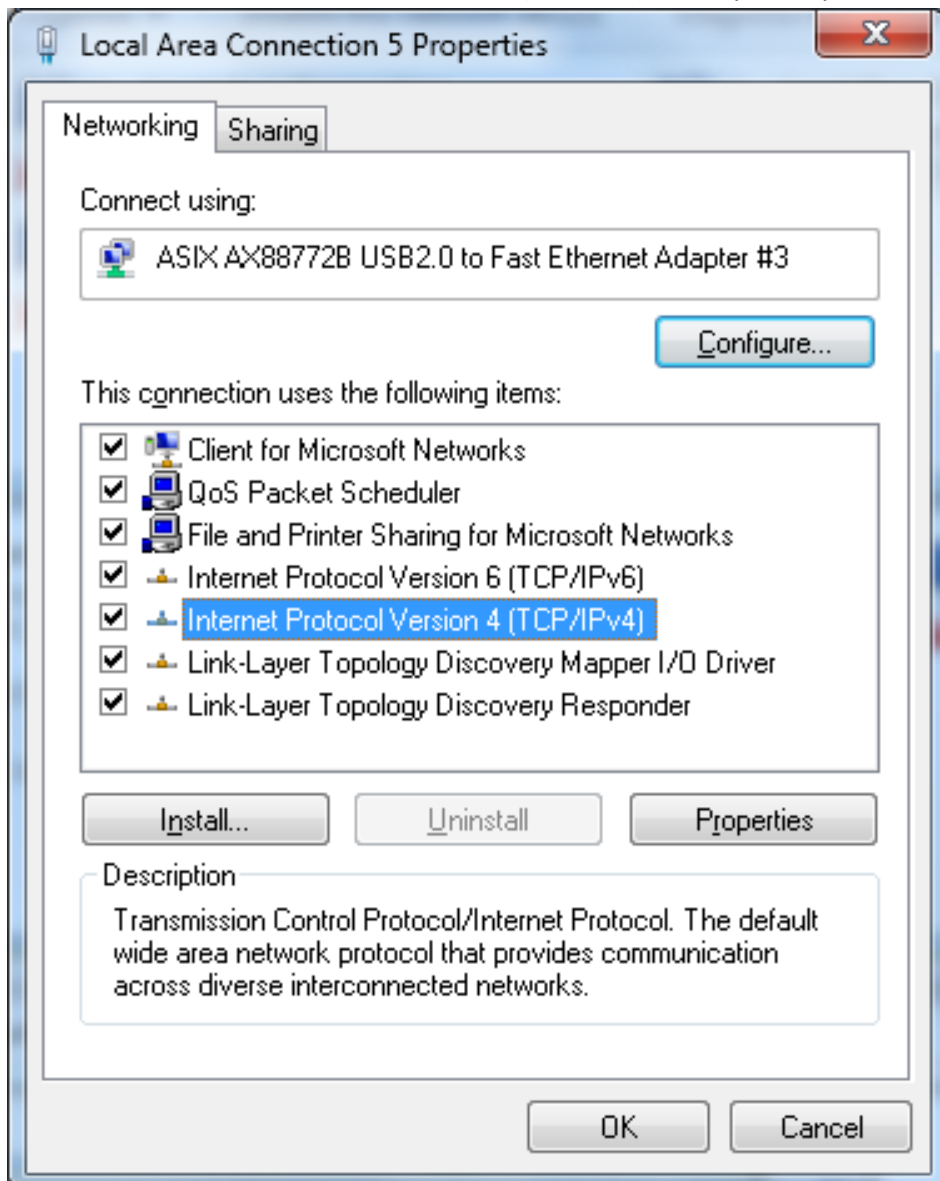 Local Area Connection 5 Properties
Networking
Sharing
Connect using:
ASIX AX88772B USB2.0 to Fast Ethernet Adapter #3
Configure...
This connection uses the following items:
Client for Microsoft Networks
QoS Packet Scheduler
File and Printer Sharing for Microsoft Networks
Internet Protocol Version 6 (TCP/IPv6)
Internet Protocol Version 4 (TCP/IPv4)
Link-Layer Topology Discovery Mapper I/O Driver
Link-Layer Topology Discovery Responder
Install...
Uninstall
Properties
Description
Transmission Control Protocol/Internet Protocol. The default
wide area network protocol that provides communication
across diverse interconnected networks.
OK
Cancel